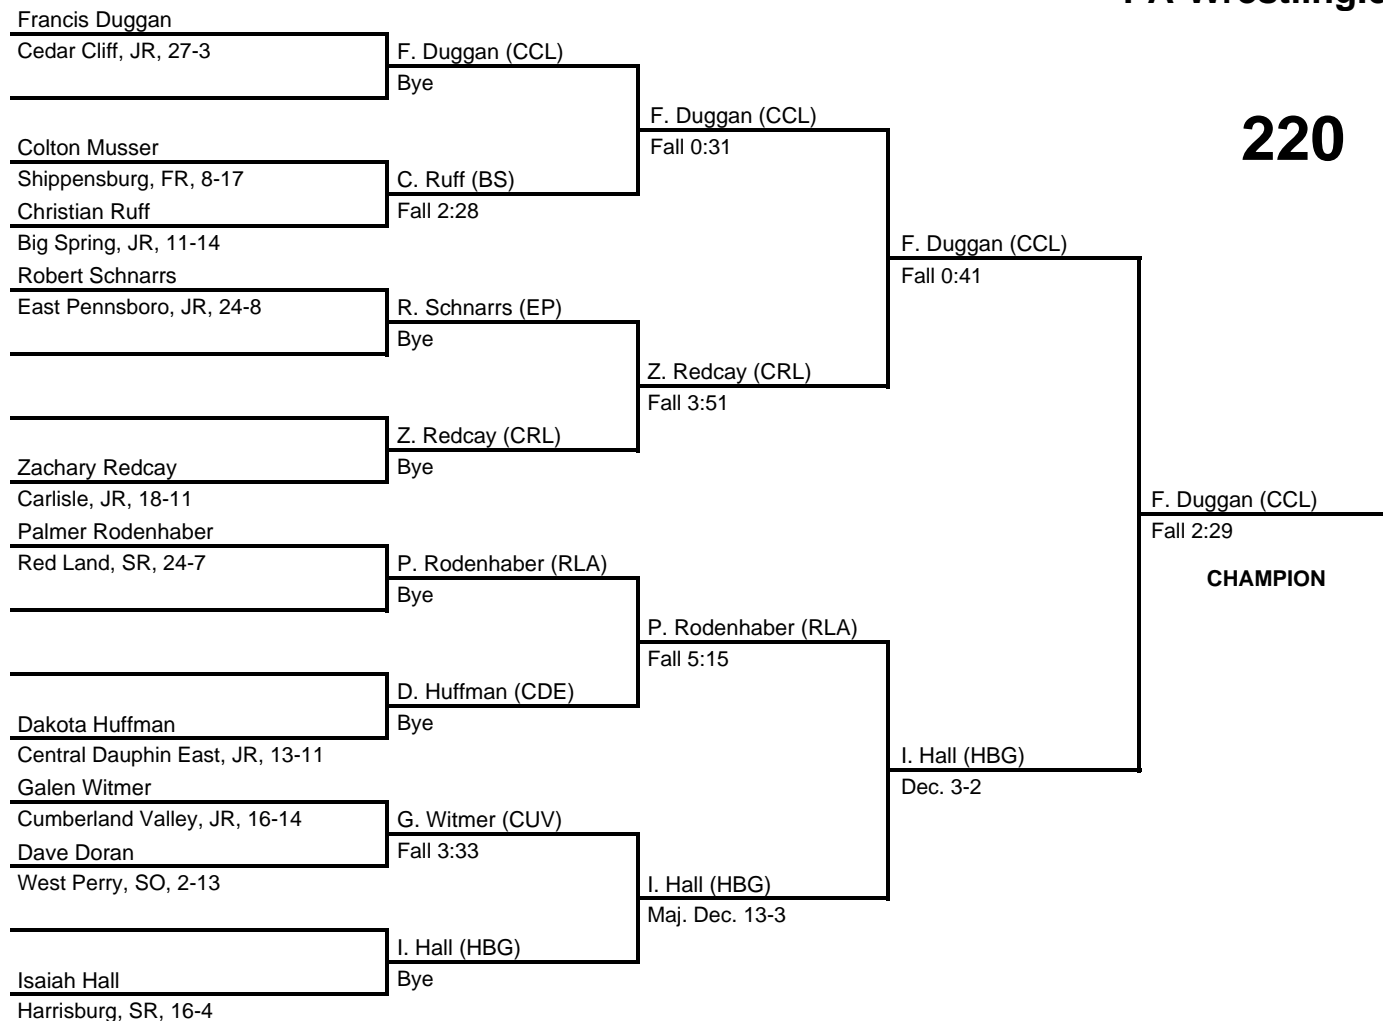 Francis Duggan
Cedar Cliff, JR, 27-3
F. Duggan (CCL)
Bye
F. Duggan (CCL)
Fall 0:31
220
Colton Musser
Shippensburg, FR, 8-17
C. Ruff (BS)
Christian Ruff
Fall 2:28
Big Spring, JR, 11-14
F. Duggan (CCL)
Robert Schnarrs
Fall 0:41
East Pennsboro, JR, 24-8
R. Schnarrs (EP)
Bye
Z. Redcay (CRL)
Fall 3:51
Z. Redcay (CRL)
Zachary Redcay
Bye
Carlisle, JR, 18-11
F. Duggan (CCL)
Palmer Rodenhaber
Fall 2:29
Red Land, SR, 24-7
P. Rodenhaber (RLA)
CHAMPION
Bye
P. Rodenhaber (RLA)
Fall 5:15
D. Huffman (CDE)
Dakota Huffman
Bye
Central Dauphin East, JR, 13-11
I. Hall (HBG)
Galen Witmer
Dec. 3-2
Cumberland Valley, JR, 16-14
G. Witmer (CUV)
Dave Doran
Fall 3:33
West Perry, SO, 2-13
I. Hall (HBG)
Maj. Dec. 13-3
I. Hall (HBG)
Isaiah Hall
Bye
Harrisburg, SR, 16-4